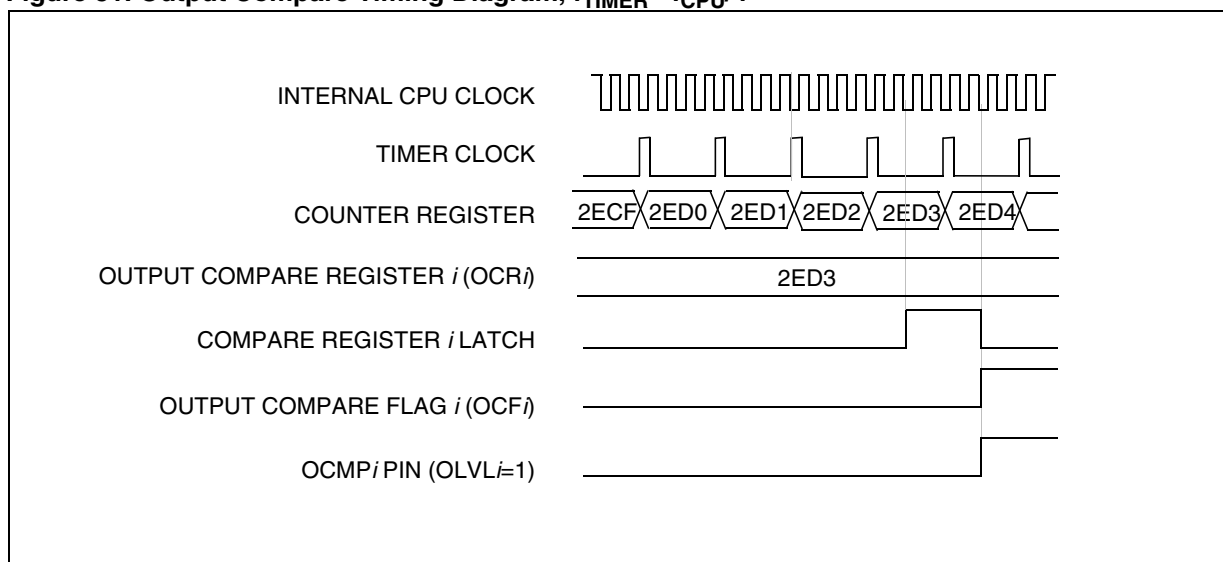 INTERNAL CPU CLOCK
TIMER CLOCK
COUNTER REGISTER 2ECF 2ED0 2ED1 2ED2 2ED3 2ED4
OUTPUT COMPARE REGISTER i (OCRi) 2ED3
COMPARE REGISTER i LATCH
OUTPUT COMPARE FLAG i (OCFi)
OCMPi PIN (OLVLi=1)